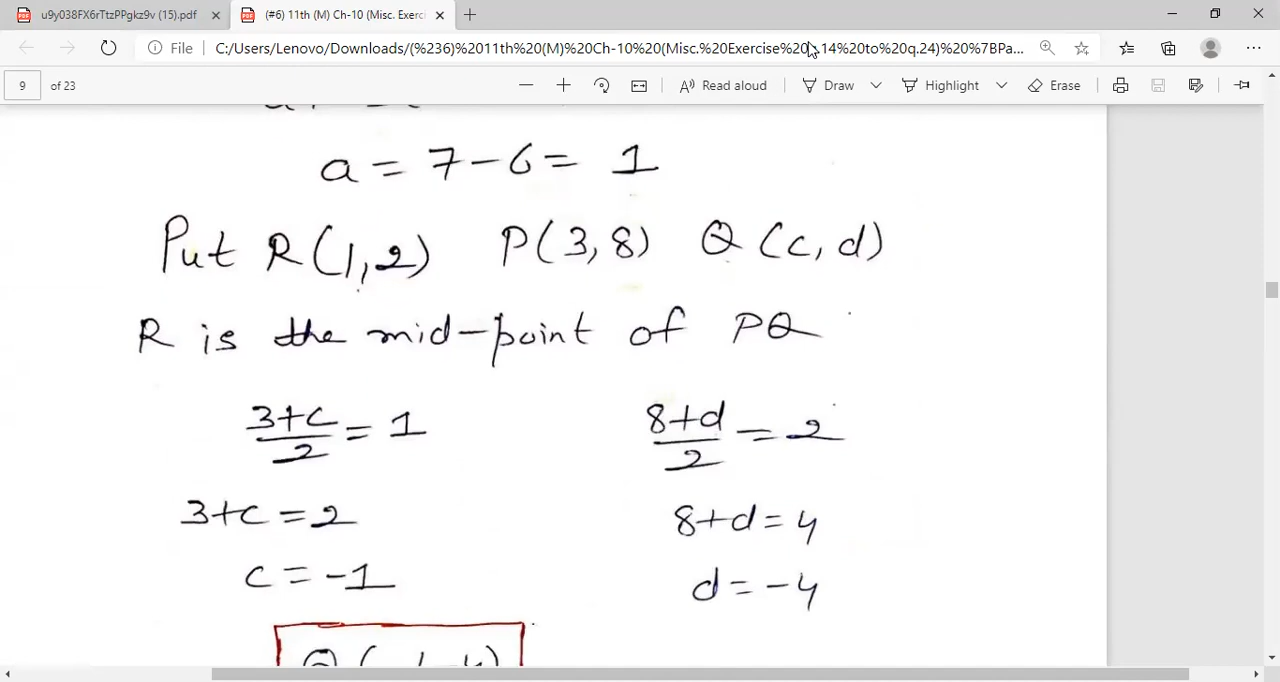 u9y038FX6rTtzPPgkz9v (15).pdf
(#6) 11th (M) Ch-10 (Misc. Exerc
File
C:/Users/Lenovo/Downloads/(%236)%2011th%20(M)%20Ch-10%20(Misc.%20Exercise%20 .14%20to%20q.24)%20%7BPa...
9 of 23
Read aloud
Draw
Highlight
Erase
a = 7 - 6 = 1
Put R(1,2) P(3,8) Q(c,d)
R is the mid-point of PQ
3+c/2 = 1
8+d/2 = 2
3+c = 2
8+d = 4
c = -1
d = -4